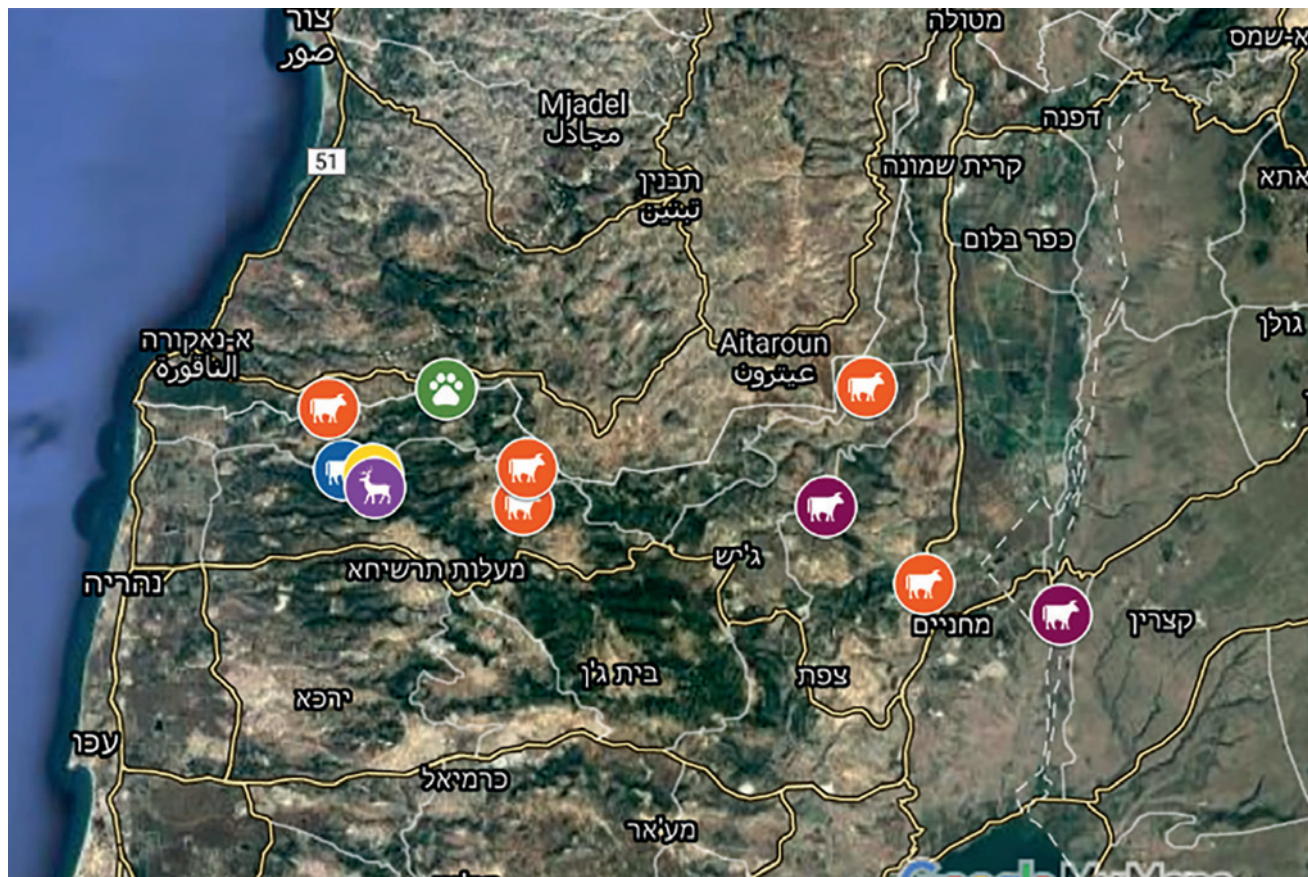 צור
صور
מטולה
א-שמס
Mjadel
مجادل
דפנה
51
תבנין
تبنين
קרית שמונה
אתא
כפר בלום
גולן
א-נאקורה
الناقورة
Aitaroun
عيترون
נהריה
מעלות תרשיחא
ג'יש
מחניים
קצרין
יהכא
בית ג'ן
צפת
עכו
כרמיאל
מע'אר